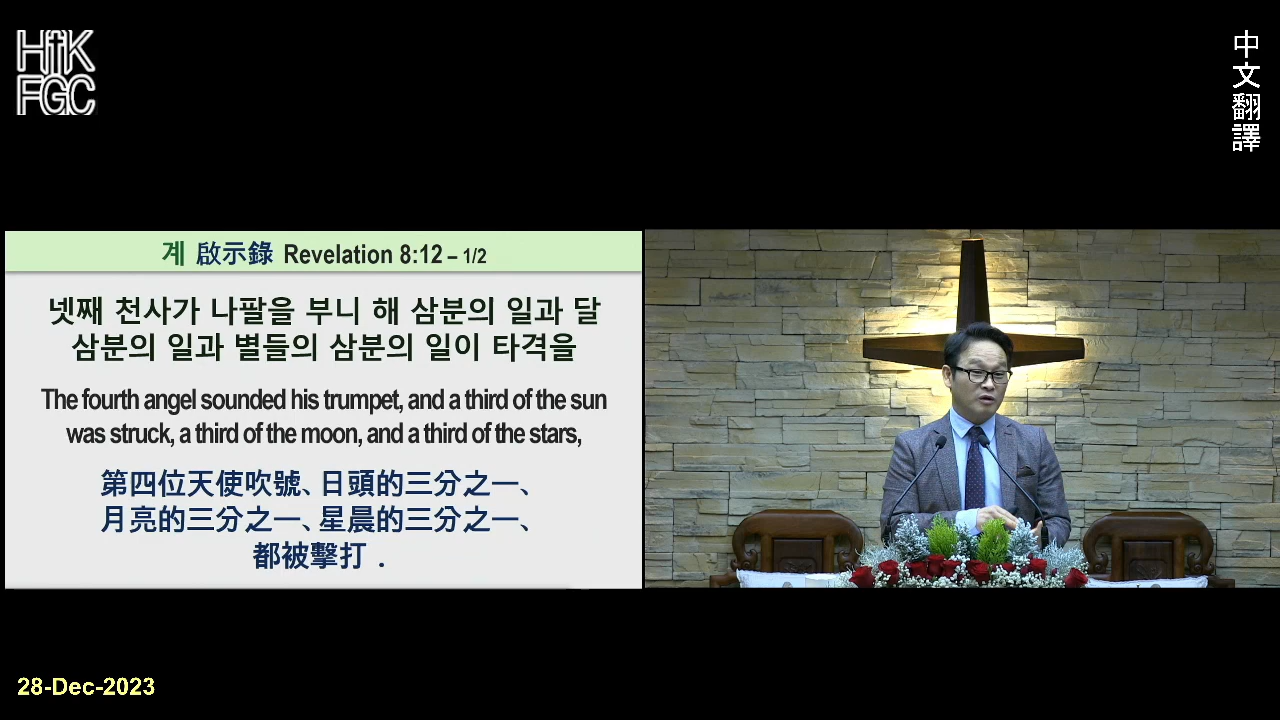 HfK
FGC
中文翻譯
계 啟示錄 Revelation 8:12 – 1/2
넷째 천사가 나팔을 부니 해 삼분의 일과 달
삼분의 일과 별들의 삼분의 일이 타격을
The fourth angel sounded his trumpet, and a third of the sun
was struck, a third of the moon, and a third of the stars,
第四位天使吹號、日頭的三分之一、
月亮的三分之一、星晨的三分之一、
都被擊打 .
28-Dec-2023